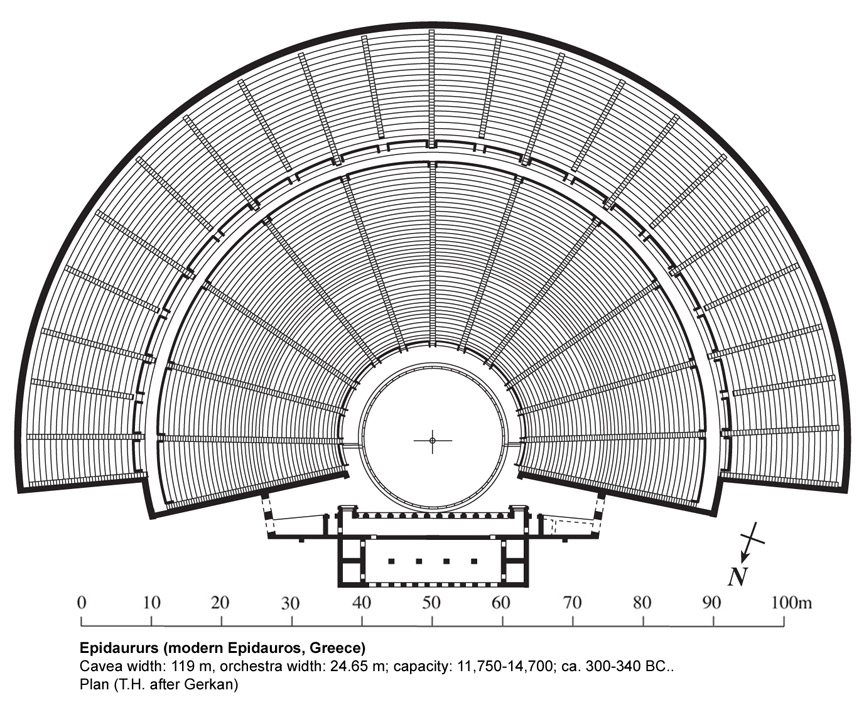 N
0 10 20 30 40 50 60 70 80 90 100m
Epidaururs (modern Epidauros, Greece)
Cavea width: 119 m, orchestra width: 24.65 m; capacity: 11,750-14,700; ca. 300-340 BC..
Plan (T.H. after Gerkan)